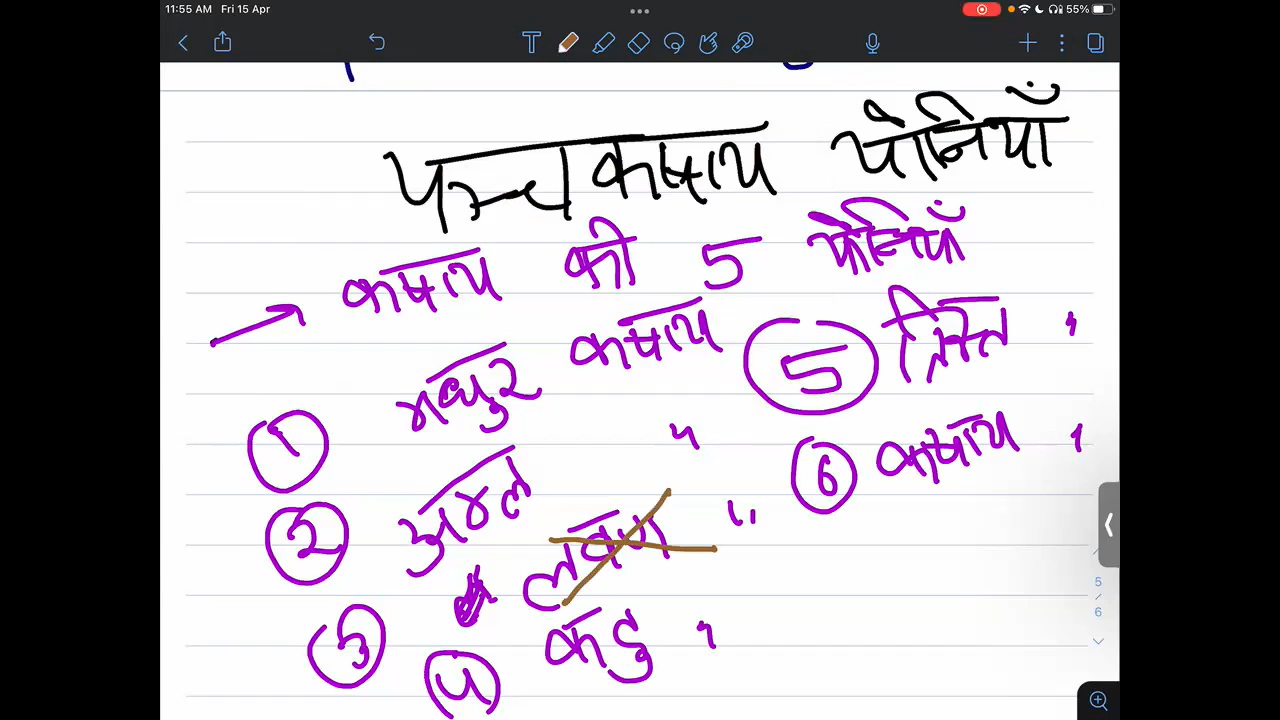 11:55 AM Fri 15 Apr
55%
पञ्च कषाय योनियाँ
→ कषाय की 5 योनियाँ
① मधुर कषाय
② अम्ल "
③ लवण "
④ कटु "
⑤ तिक्त "
⑥ कषाय "
5
6